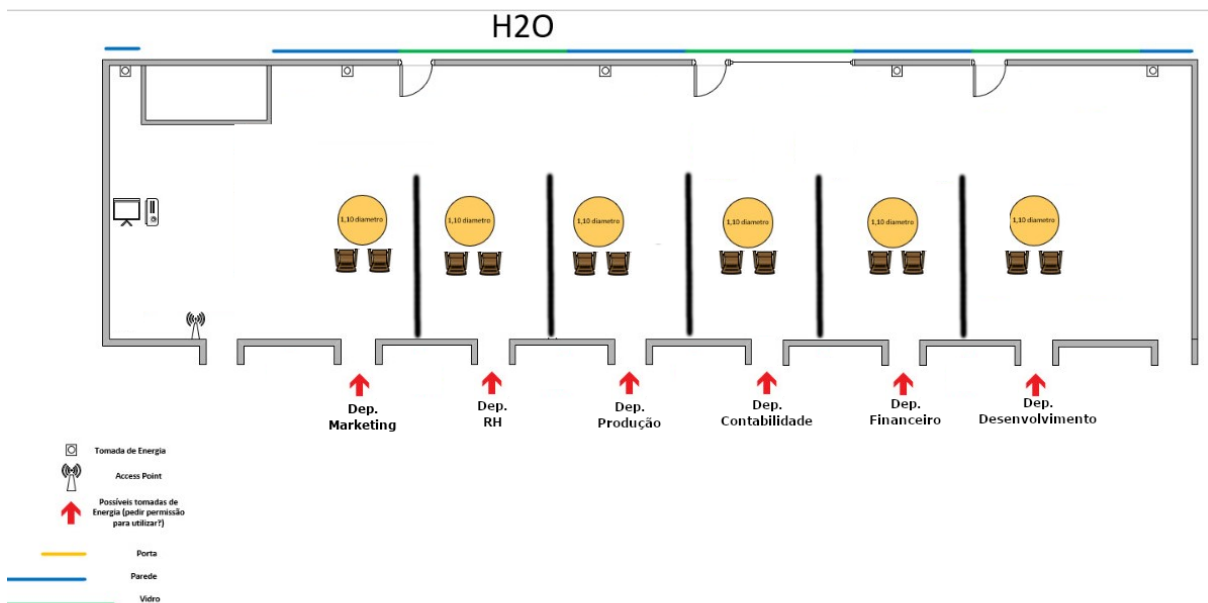 H2O
1,10 diametro
1,10 diametro
1,10 diametro
1,10 diametro
1,10 diametro
1,10 diametro
Dep.
Marketing
Dep.
RH
Dep.
Produção
Dep.
Contabilidade
Dep.
Financeiro
Dep.
Desenvolvimento
Tomada de Energia
Access Point
Possíveis tomadas de
Energia (pedir permissão
para utilizar?)
Porta
Parede
Vidro